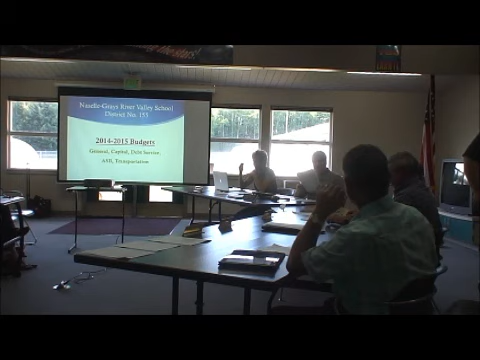 Naselle-Grays River Valley School
District No. 155
2014-2015 Budgets
General, Capital, Debt Service,
ASB, Transportation